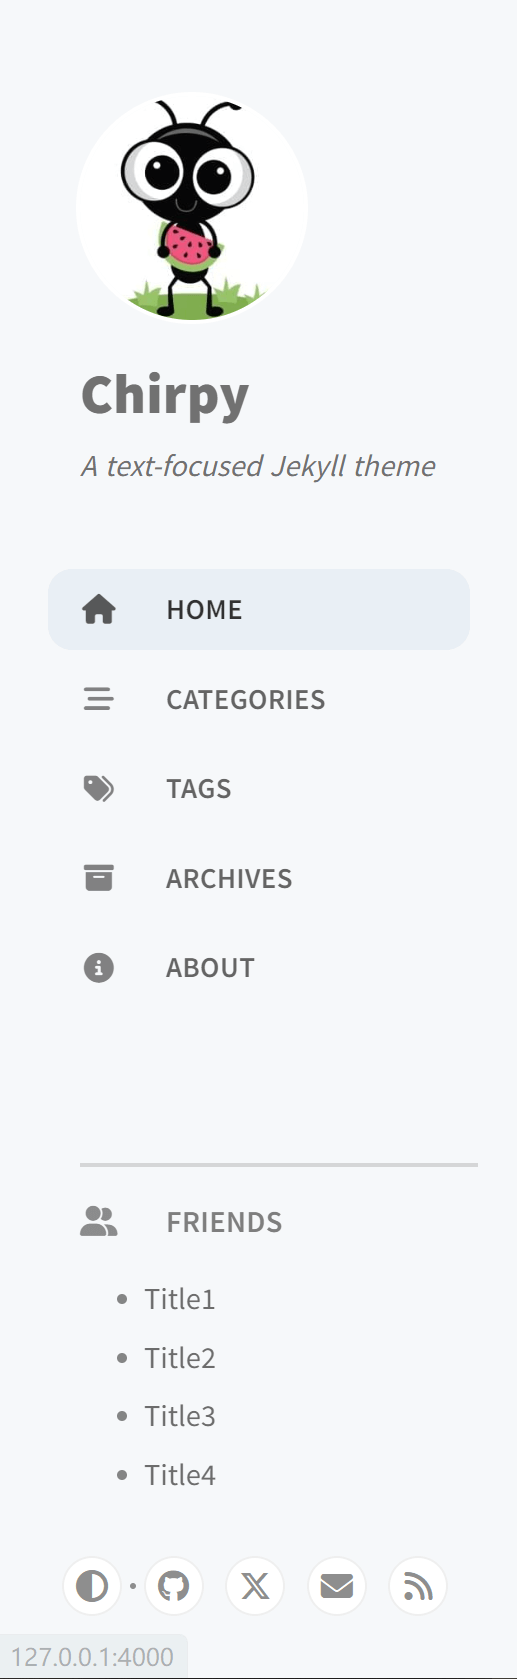 Chirpy
A text-focused Jekyll theme
HOME
CATEGORIES
TAGS
ARCHIVES
ABOUT
FRIENDS
Title1
Title2
Title3
Title4
127.0.0.1:4000